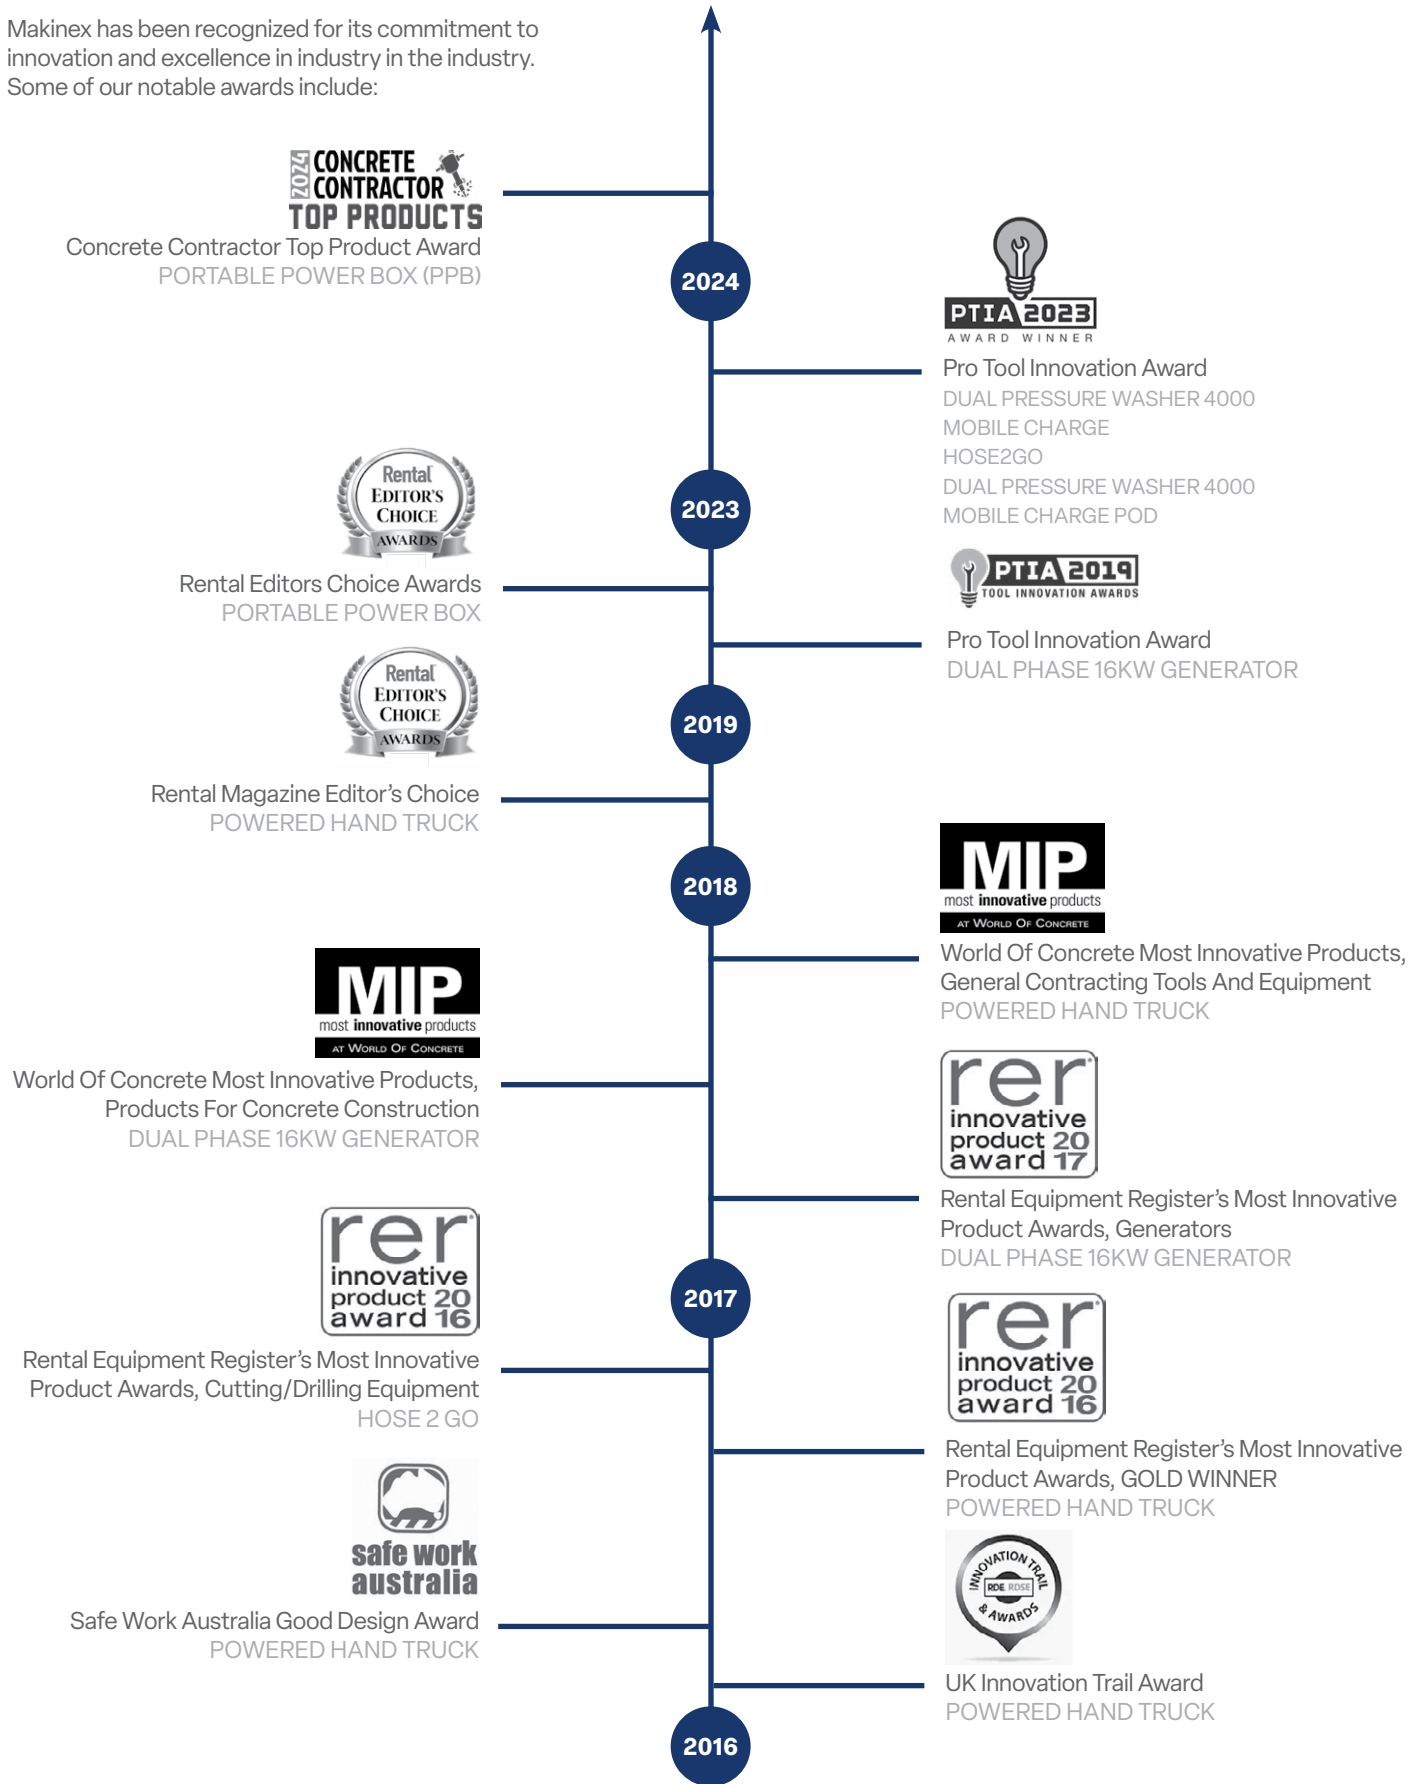 Makinex has been recognized for its commitment to
innovation and excellence in industry in the industry.
Some of our notable awards include:
2024
CONCRETE
CONTRACTOR
TOP PRODUCTS
Concrete Contractor Top Product Award
PORTABLE POWER BOX (PPB)
2024
PTIA 2023
AWARD WINNER
Pro Tool Innovation Award
DUAL PRESSURE WASHER 4000
MOBILE CHARGE
HOSE2GO
DUAL PRESSURE WASHER 4000
MOBILE CHARGE POD
Rental
EDITOR'S
CHOICE
AWARDS
Rental Editors Choice Awards
PORTABLE POWER BOX
2023
PTIA 2019
TOOL INNOVATION AWARDS
Pro Tool Innovation Award
DUAL PHASE 16KW GENERATOR
Rental
EDITOR'S
CHOICE
AWARDS
Rental Magazine Editor's Choice
POWERED HAND TRUCK
2019
2018
MIP
most innovative products
AT WORLD OF CONCRETE
World Of Concrete Most Innovative Products,
General Contracting Tools And Equipment
POWERED HAND TRUCK
MIP
most innovative products
AT WORLD OF CONCRETE
World Of Concrete Most Innovative Products,
Products For Concrete Construction
DUAL PHASE 16KW GENERATOR
rer
innovative
product 20
award 17
Rental Equipment Register's Most Innovative
Product Awards, Generators
DUAL PHASE 16KW GENERATOR
2017
rer
innovative
product 20
award 16
Rental Equipment Register's Most Innovative
Product Awards, Cutting/Drilling Equipment
HOSE 2 GO
rer
innovative
product 20
award 16
Rental Equipment Register's Most Innovative
Product Awards, GOLD WINNER
POWERED HAND TRUCK
safe work
australia
Safe Work Australia Good Design Award
POWERED HAND TRUCK
INNOVATION TRAIL
RDE RDSE
& AWARDS
UK Innovation Trail Award
POWERED HAND TRUCK
2016